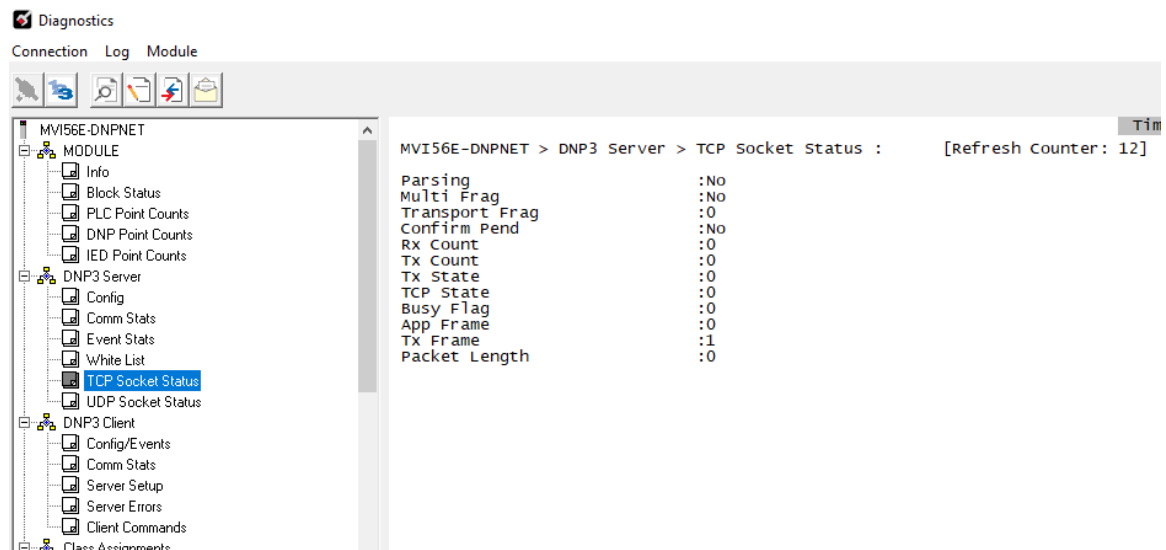 Diagnostics
Connection Log Module
MVI56E-DNPNET
MODULE
Info
Block Status
PLC Point Counts
DNP Point Counts
IED Point Counts
DNP3 Server
Config
Comm Stats
Event Stats
White List
TCP Socket Status
UDP Socket Status
DNP3 Client
Config/Events
Comm Stats
Server Setup
Server Errors
Client Commands
Class Assignments
Tim
MVI56E-DNPNET > DNP3 Server > TCP Socket Status : [Refresh Counter: 12]
Parsing :No
Multi Frag :No
Transport Frag :0
Confirm Pend :No
Rx Count :0
Tx Count :0
Tx State :0
TCP State :0
Busy Flag :0
App Frame :0
Tx Frame :1
Packet Length :0